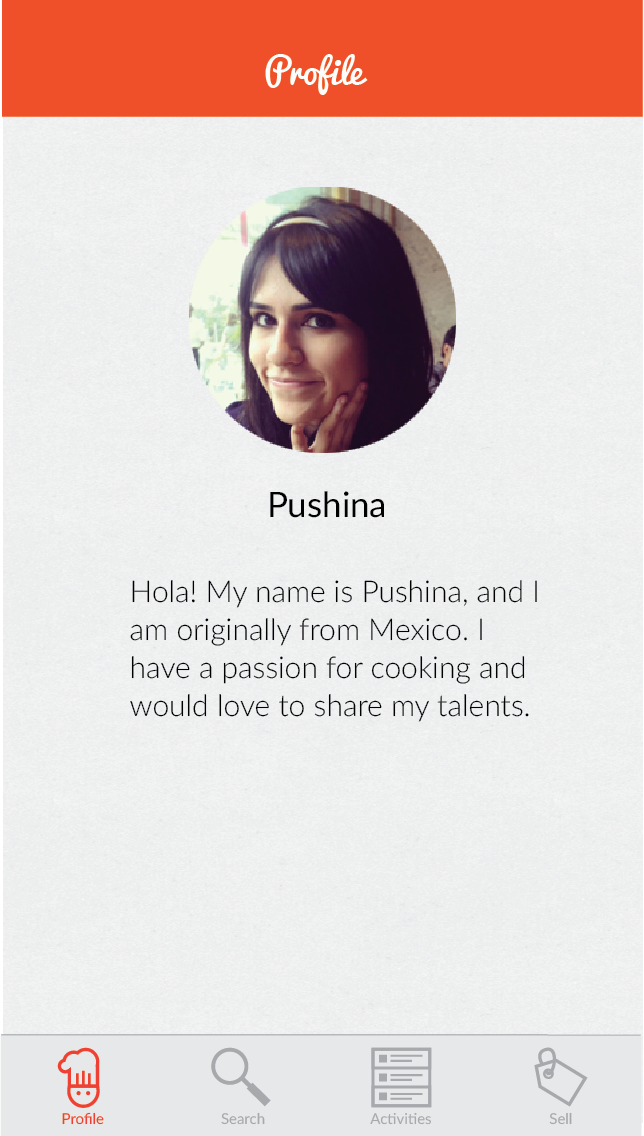 Profile
Pushina
Hola! My name is Pushina, and I
am originally from Mexico. I
have a passion for cooking and
would love to share my talents.
Profile
Search
Activities
Sell